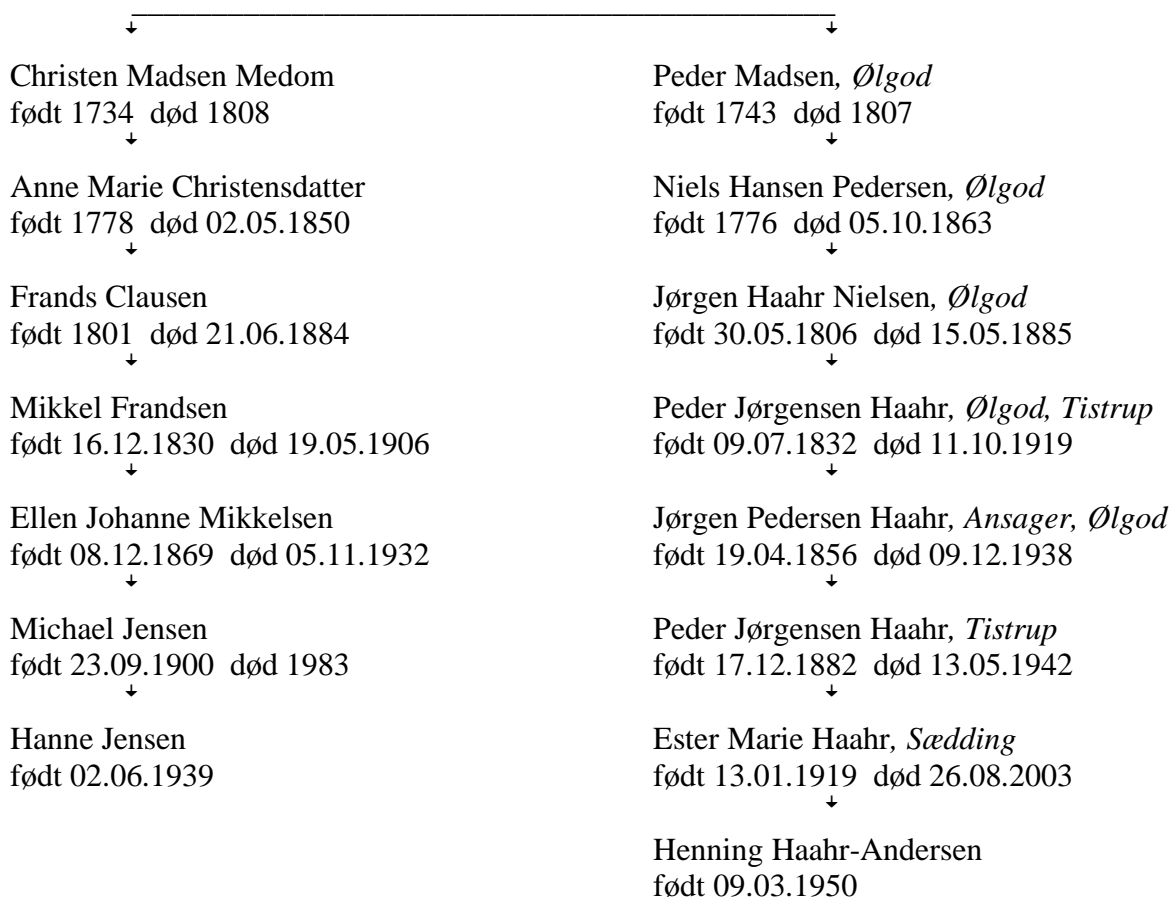 Christen Madsen Medom
født 1734 død 1808
Anne Marie Christensdatter
født 1778 død 02.05.1850
Frands Clausen
født 1801 død 21.06.1884
Mikkel Frandsen
født 16.12.1830 død 19.05.1906
Ellen Johanne Mikkelsen
født 08.12.1869 død 05.11.1932
Michael Jensen
født 23.09.1900 død 1983
Hanne Jensen
født 02.06.1939
Peder Madsen, Ølgod
født 1743 død 1807
Niels Hansen Pedersen, Ølgod
født 1776 død 05.10.1863
Jørgen Haahr Nielsen, Ølgod
født 30.05.1806 død 15.05.1885
Peder Jørgensen Haahr, Ølgod, Tistrup
født 09.07.1832 død 11.10.1919
Jørgen Pedersen Haahr, Ansager, Ølgod
født 19.04.1856 død 09.12.1938
Peder Jørgensen Haahr, Tistrup
født 17.12.1882 død 13.05.1942
Ester Marie Haahr, Sædding
født 13.01.1919 død 26.08.2003
Henning Haahr-Andersen
født 09.03.1950